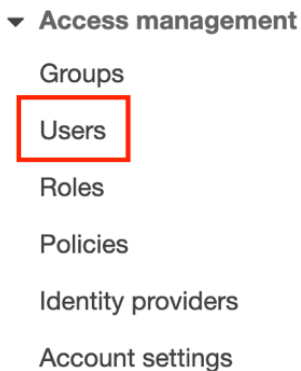 Access management
Groups
Users
Roles
Policies
Identity providers
Account settings